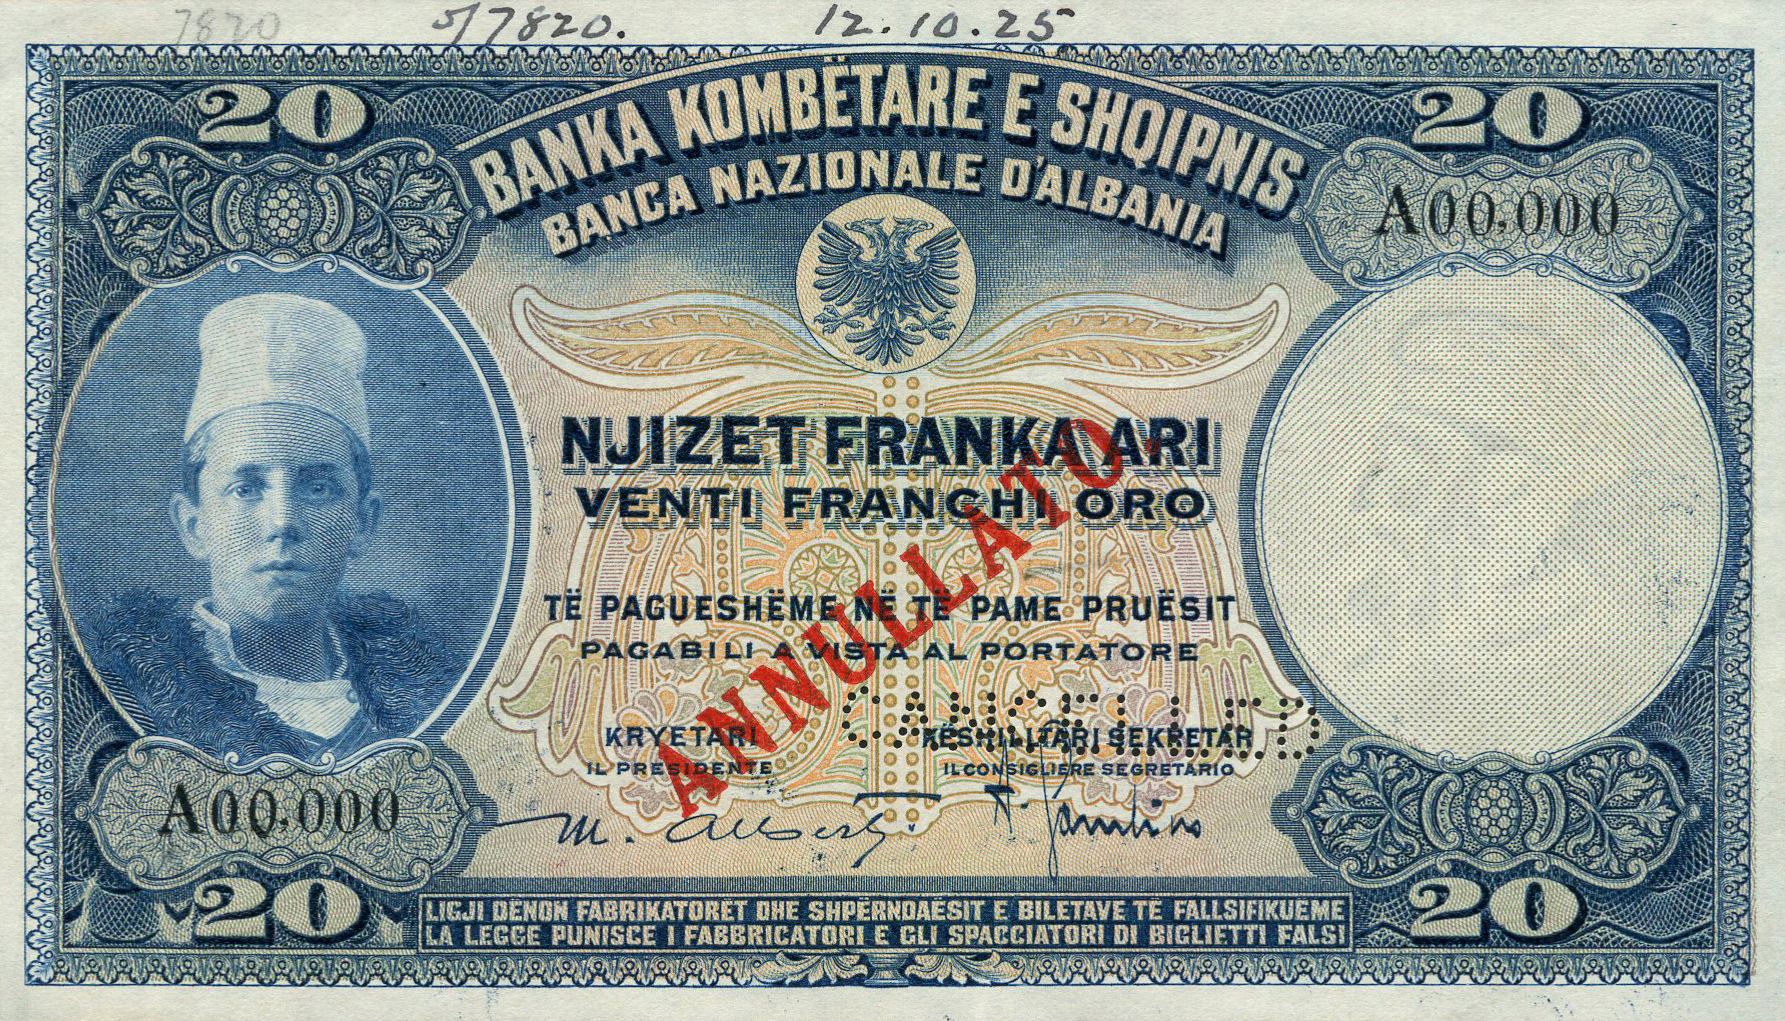 7820 5/7820. 12.10.25
20 20
BANKA KOMBËTARE E SHQIPNIS
BANCA NAZIONALE D'ALBANIA
A00,000
NJIZET FRANKA ARI
VENTI FRANCHI ORO
ANNULLATO.
TË PAGUESHËME NË TË PAME PRUËSIT
PAGABILI A VISTA AL PORTATORE
CANCELLED
KRYETARI KËSHILLTARI SEKRETAR
IL PRESIDENTE IL CONSIGLIERE SEGRETARIO
A00,000
M. Alberti
20 20
LIGJI DËNON FABRIKATORËT DHE SHPËRNDAËSIT E BILETAVE TË FALLSIFIKUEME
LA LEGGE PUNISCE I FABBRICATORI E GLI SPACCIATORI DI BIGLIETTI FALSI